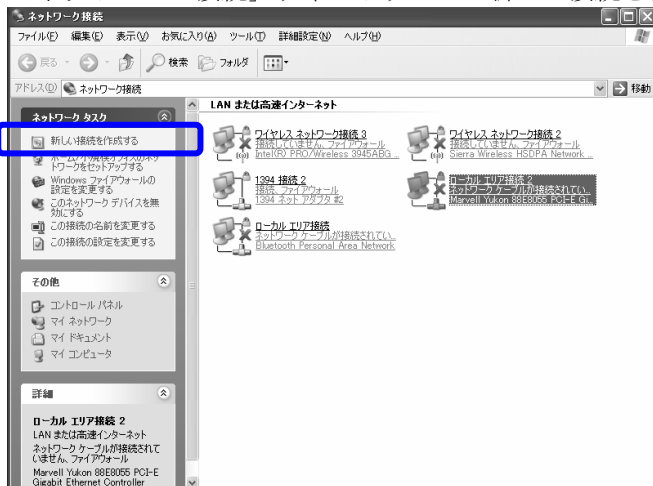 ネットワーク接続
ファイル(F) 編集(E) 表示(V) お気に入り(A) ツール(T) 詳細設定(N) ヘルプ(H)
戻る 検索 フォルダ
アドレス(D) ネットワーク接続 移動
ネットワーク タスク
新しい接続を作成する
ホーム/小規模オフィスのネットワークをセットアップする
Windows ファイアウォールの
設定を変更する
このネットワーク デバイスを無
効にする
この接続の名前を変更する
この接続の設定を変更する
その他
コントロール パネル
マイ ネットワーク
マイ ドキュメント
マイ コンピュータ
詳細
ローカル エリア接続 2
LAN または高速インターネット
ネットワーク ケーブルが接続されて
いません、ファイアウォール
Marvell Yukon 88E8055 PCI-E
Gigabit Ethernet Controller
LAN または高速インターネット
ワイヤレス ネットワーク接続 3
接続していません、ファイアウォール
Intel(R) PRO/Wireless 3945ABG ...
ワイヤレス ネットワーク接続 2
接続していません、ファイアウォール
Sierra Wireless HSDPA Network ...
1394 接続 2
接続、ファイアウォール
1394 ネット アダプタ #2
ローカル エリア接続 2
ネットワーク ケーブルが接続されてい...
Marvell Yukon 88E8055 PCI-E Gi...
ローカル エリア接続
ネットワーク ケーブルが接続されてい...
Bluetooth Personal Area Network